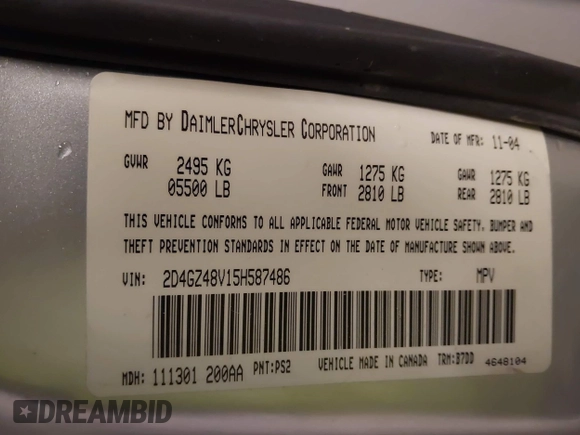 MFD BY DAIMLERCHRYSLER CORPORATION DATE OF MFR: 11-04
GVWR 2495 KG GAWR 1275 KG GAWR 1275 KG
05500 LB FRONT 2810 LB REAR 2810 LB
THIS VEHICLE CONFORMS TO ALL APPLICABLE FEDERAL MOTOR VEHICLE SAFETY, BUMPER AND
THEFT PREVENTION STANDARDS IN EFFECT ON THE DATE OF MANUFACTURE SHOWN ABOVE.
VIN: 2D4GZ48V15H587486 TYPE: MPV
MDH: 111301 200AA PNT:PS2 VEHICLE MADE IN CANADA TRM:B7DD 4648104
DREAMBID